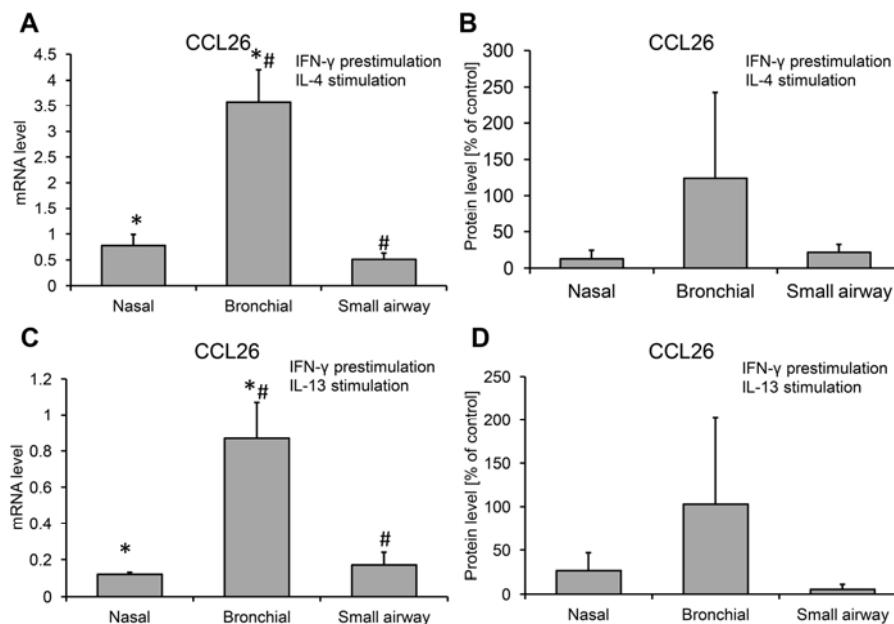 A
CCL26
IFN-γ prestimulation
IL-4 stimulation
mRNA level
4.5
4
3.5
3
2.5
2
1.5
1
0.5
0
*
*#
#
Nasal
Bronchial
Small airway
B
CCL26
IFN-γ prestimulation
IL-4 stimulation
Protein level [% of control]
300
250
200
150
100
50
0
Nasal
Bronchial
Small airway
C
CCL26
IFN-γ prestimulation
IL-13 stimulation
mRNA level
1.2
1
0.8
0.6
0.4
0.2
0
*
*#
#
Nasal
Bronchial
Small airway
D
CCL26
IFN-γ prestimulation
IL-13 stimulation
Protein level [% of control]
250
200
150
100
50
0
Nasal
Bronchial
Small airway